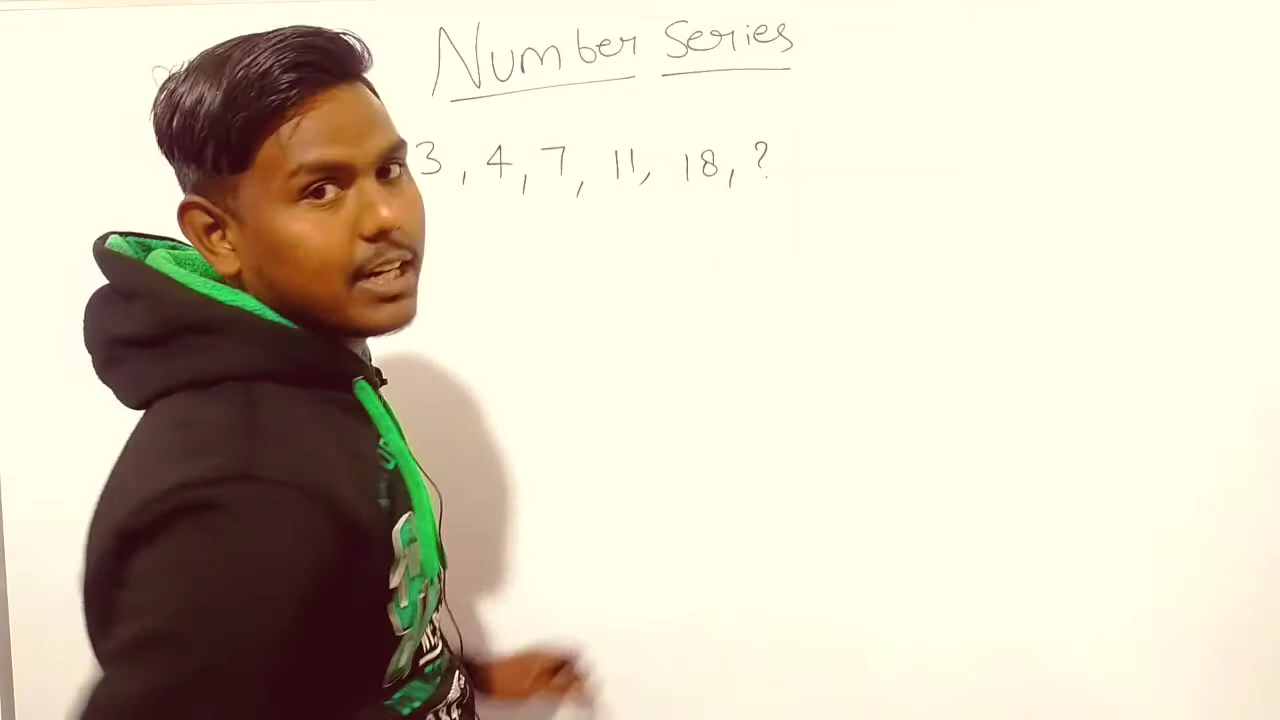 Number Series
3, 4, 7, 11, 18, ?